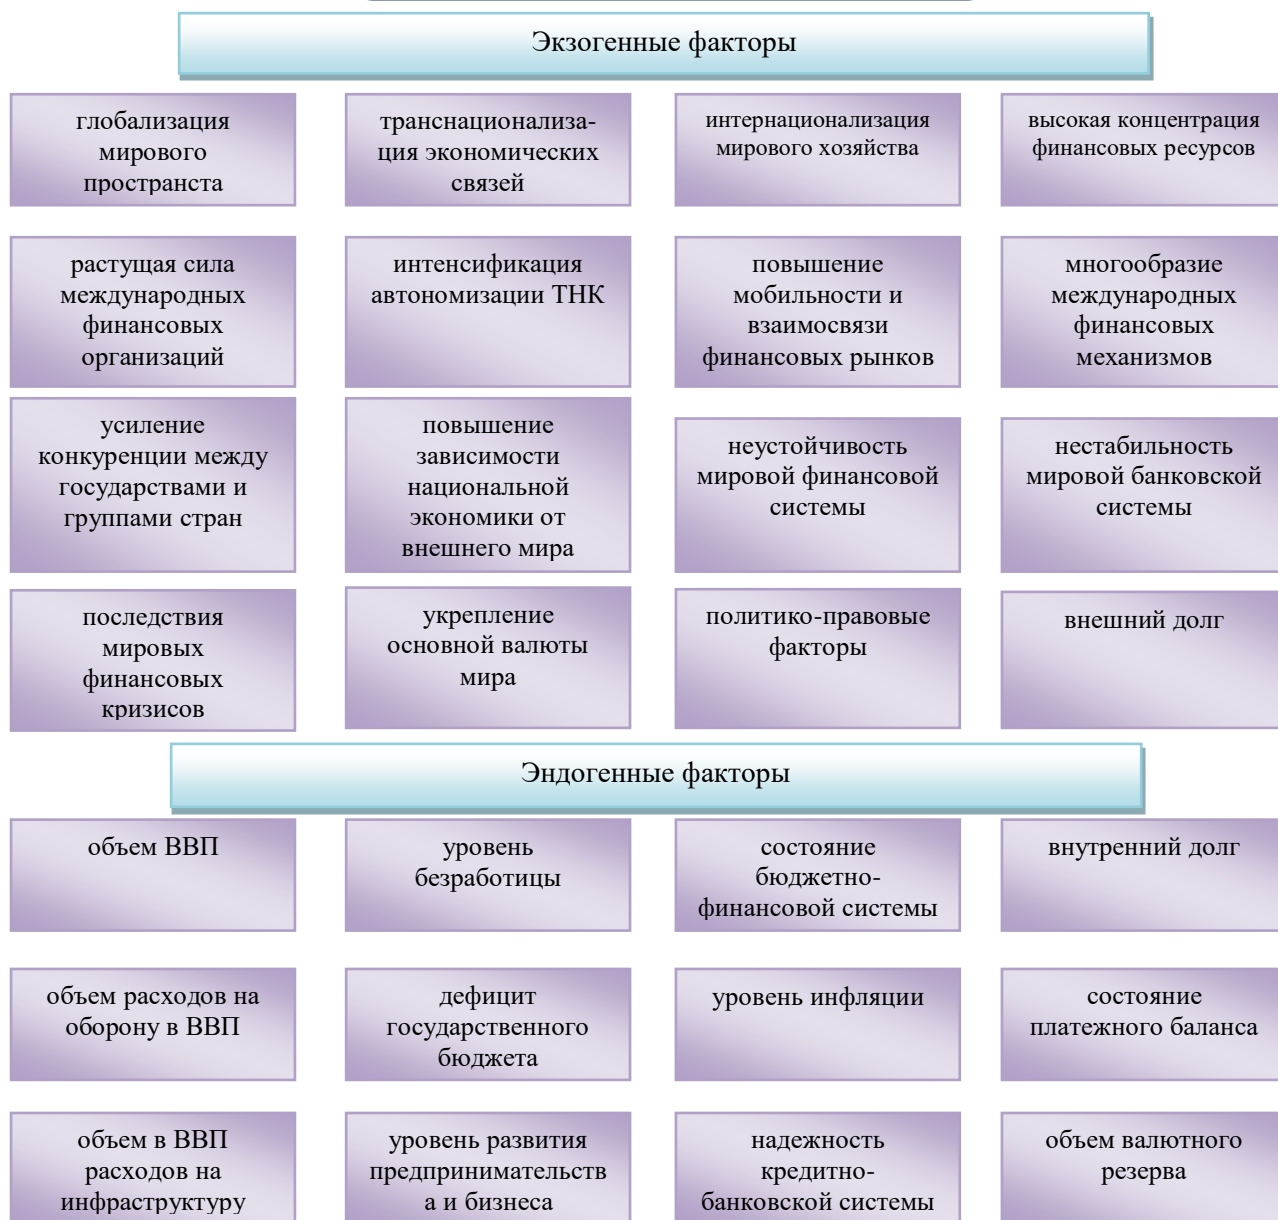 Экзогенные факторы
глобализация
мирового
пространста
транснационализа-
ция экономических
связей
интернационализация
мирового хозяйства
высокая концентрация
финансовых ресурсов
растущая сила
международных
финансовых
организаций
интенсификация
автономизации ТНК
повышение
мобильности и
взаимосвязи
финансовых рынков
многообразие
международных
финансовых
механизмов
усиление
конкуренции между
государствами и
группами стран
повышение
зависимости
национальной
экономики от
внешнего мира
неустойчивость
мировой финансовой
системы
нестабильность
мировой банковской
системы
последствия
мировых
финансовых
кризисов
укрепление
основной валюты
мира
политико-правовые
факторы
внешний долг
Эндогенные факторы
объем ВВП
уровень
безработицы
состояние
бюджетно-
финансовой системы
внутренний долг
объем расходов на
оборону в ВВП
дефицит
государственного
бюджета
уровень инфляции
состояние
платежного баланса
объем в ВВП
расходов на
инфраструктуру
уровень развития
предпринимательств
а и бизнеса
надежность
кредитно-
банковской системы
объем валютного
резерва